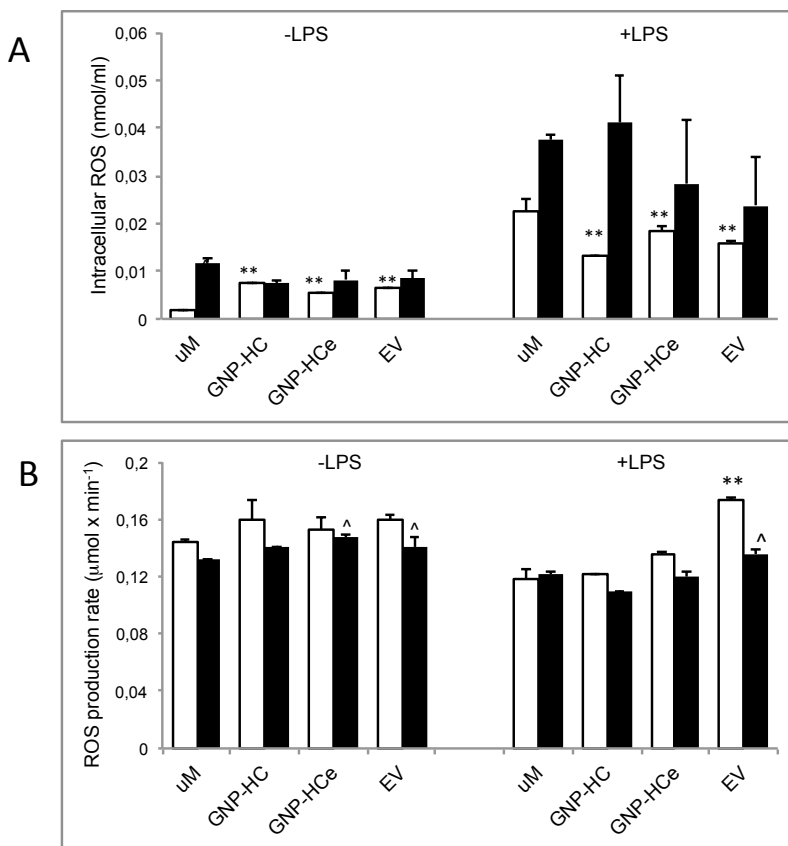 A
-LPS
+LPS
Intracellular ROS (nmol/ml)
0,06
0,05
0,04
0,03
0,02
0,01
0
**
**
**
**
**
**
uM
GNP-HC
GNP-HCe
EV
uM
GNP-HC
GNP-HCe
EV
B
-LPS
+LPS
ROS production rate (μmol x min⁻¹)
0,2
0,16
0,12
0,08
0,04
0
^
^
**
^
uM
GNP-HC
GNP-HCe
EV
uM
GNP-HC
GNP-HCe
EV